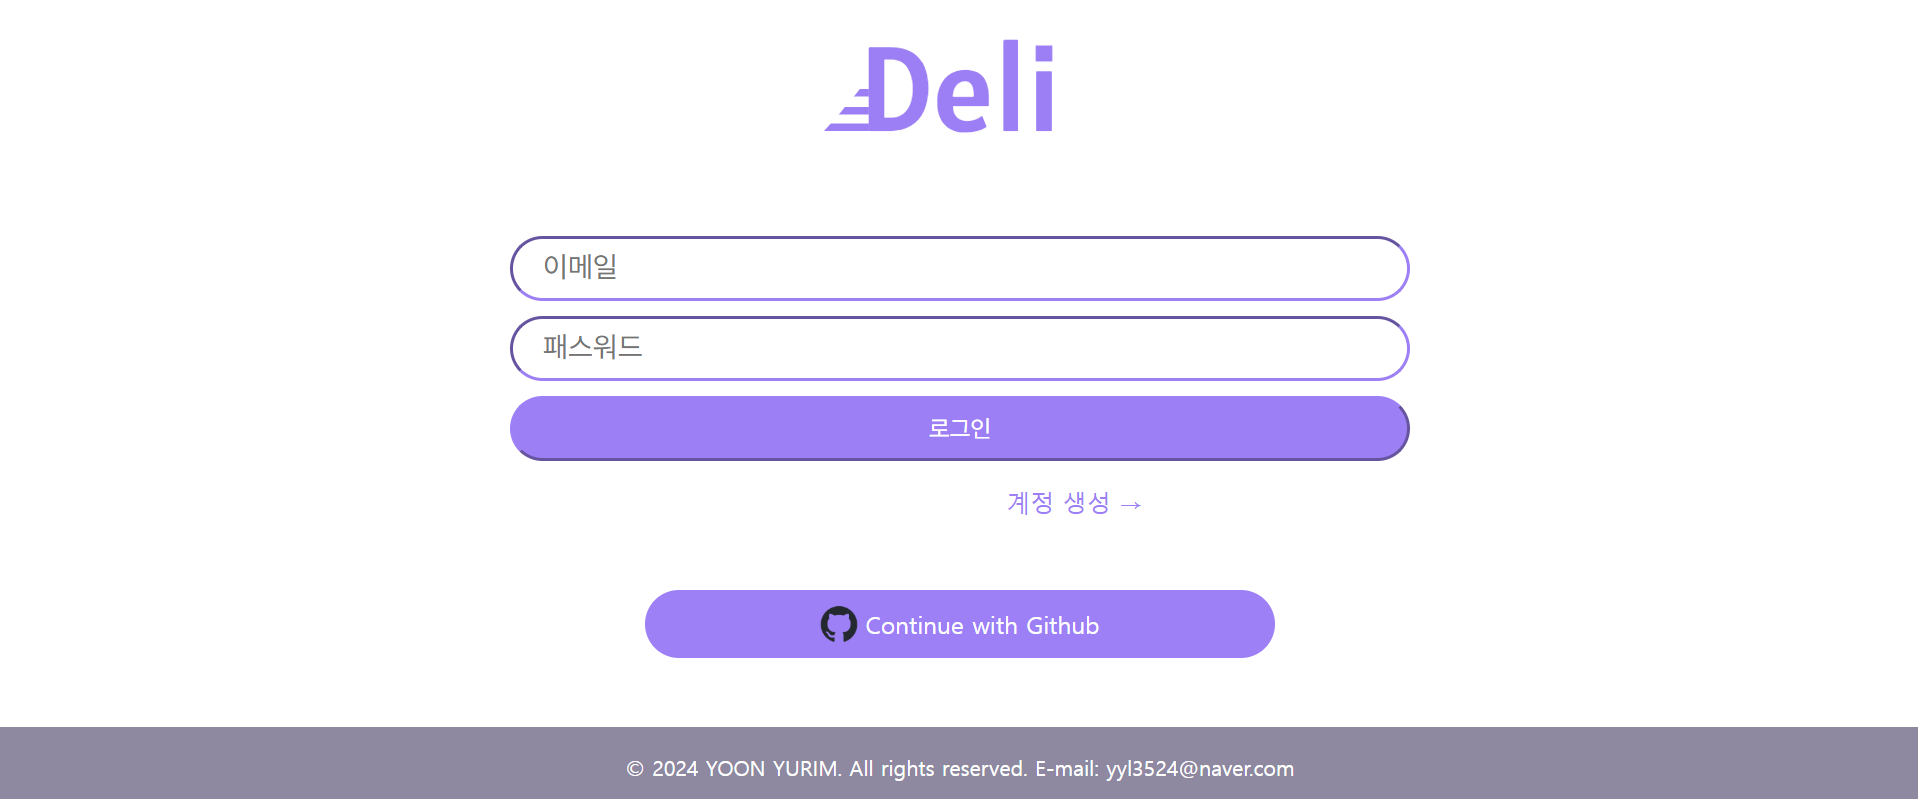 Deli
이메일
패스워드
로그인
계정 생성 →
Continue with Github
© 2024 YOON YURIM. All rights reserved. E-mail: yyl3524@naver.com